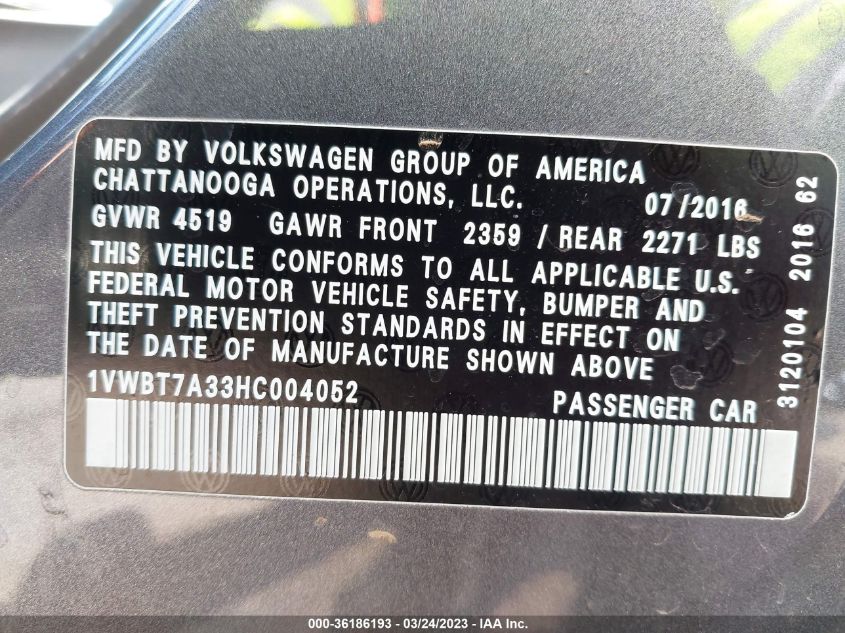 MFD BY VOLKSWAGEN GROUP OF AMERICA
CHATTANOOGA OPERATIONS, LLC. 07/2016
GVWR 4519 GAWR FRONT 2359 / REAR 2271 LBS
THIS VEHICLE CONFORMS TO ALL APPLICABLE U.S.
FEDERAL MOTOR VEHICLE SAFETY, BUMPER AND
THEFT PREVENTION STANDARDS IN EFFECT ON
THE DATE OF MANUFACTURE SHOWN ABOVE
1VWBT7A33HC004052 PASSENGER CAR
3120104 2016 62
000-36186193 - 03/24/2023 - IAA Inc.